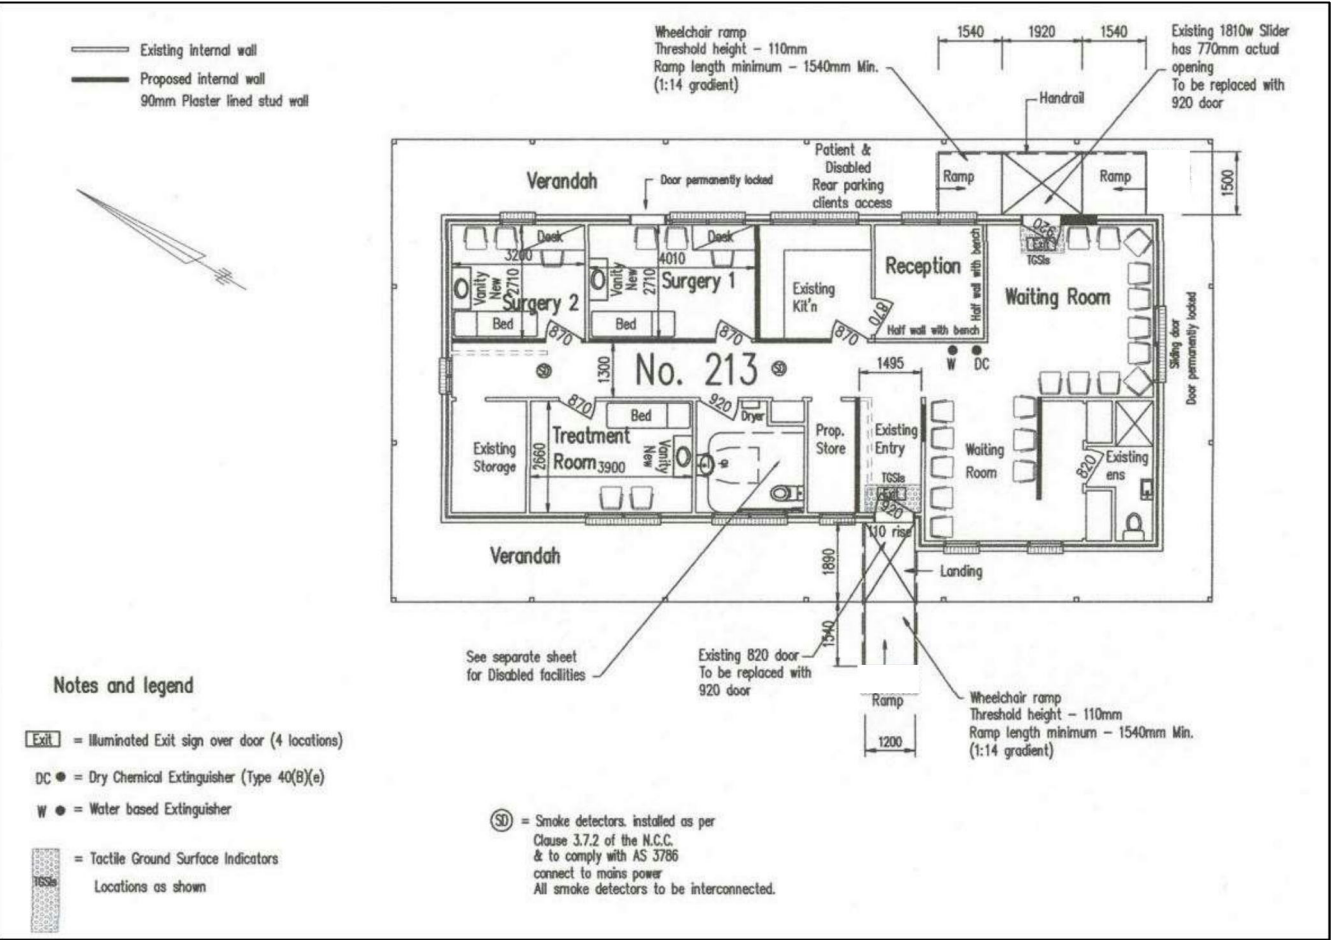 Existing internal wall
Proposed internal wall
90mm Plaster lined stud wall
Wheelchair ramp
Threshold height – 110mm
Ramp length minimum – 1540mm Min.
(1:14 gradient)
1540
1920
1540
Existing 1810w Slider
has 770mm actual
opening
To be replaced with
920 door
Handrail
Verandah
Door permanently locked
Patient &
Disabled
Rear parking
clients access
Ramp
Ramp
1500
Desk
3200
Vanity
New
2710
Surgery 2
Bed
870
Desk
4010
Vanity
New
2710
Surgery 1
Bed
870
Existing
Kit'n
870
Reception
870
Half wall with bench
Half wall with bench
920
Exit
TGSIs
Waiting Room
Sliding door
Door permanently locked
SD
1300
No. 213
SD
1495
W
DC
Existing
Storage
870
2660
Treatment
Room
3900
Bed
Vanity
New
920
Dryer
Prop.
Store
Existing
Entry
TGSIs
Exit
920
110 rise
Waiting
Room
820
Existing
ens
Verandah
1890
Landing
1540
See separate sheet
for Disabled facilities
Existing 820 door
To be replaced with
920 door
Ramp
1200
Wheelchair ramp
Threshold height – 110mm
Ramp length minimum – 1540mm Min.
(1:14 gradient)
Notes and legend
Exit = Illuminated Exit sign over door (4 locations)
DC ● = Dry Chemical Extinguisher (Type 40(B)(e)
W ● = Water based Extinguisher
TGSIs = Tactile Ground Surface Indicators
Locations as shown
SD = Smoke detectors. installed as per
Clause 3.7.2 of the N.C.C.
& to comply with AS 3786
connect to mains power
All smoke detectors to be interconnected.